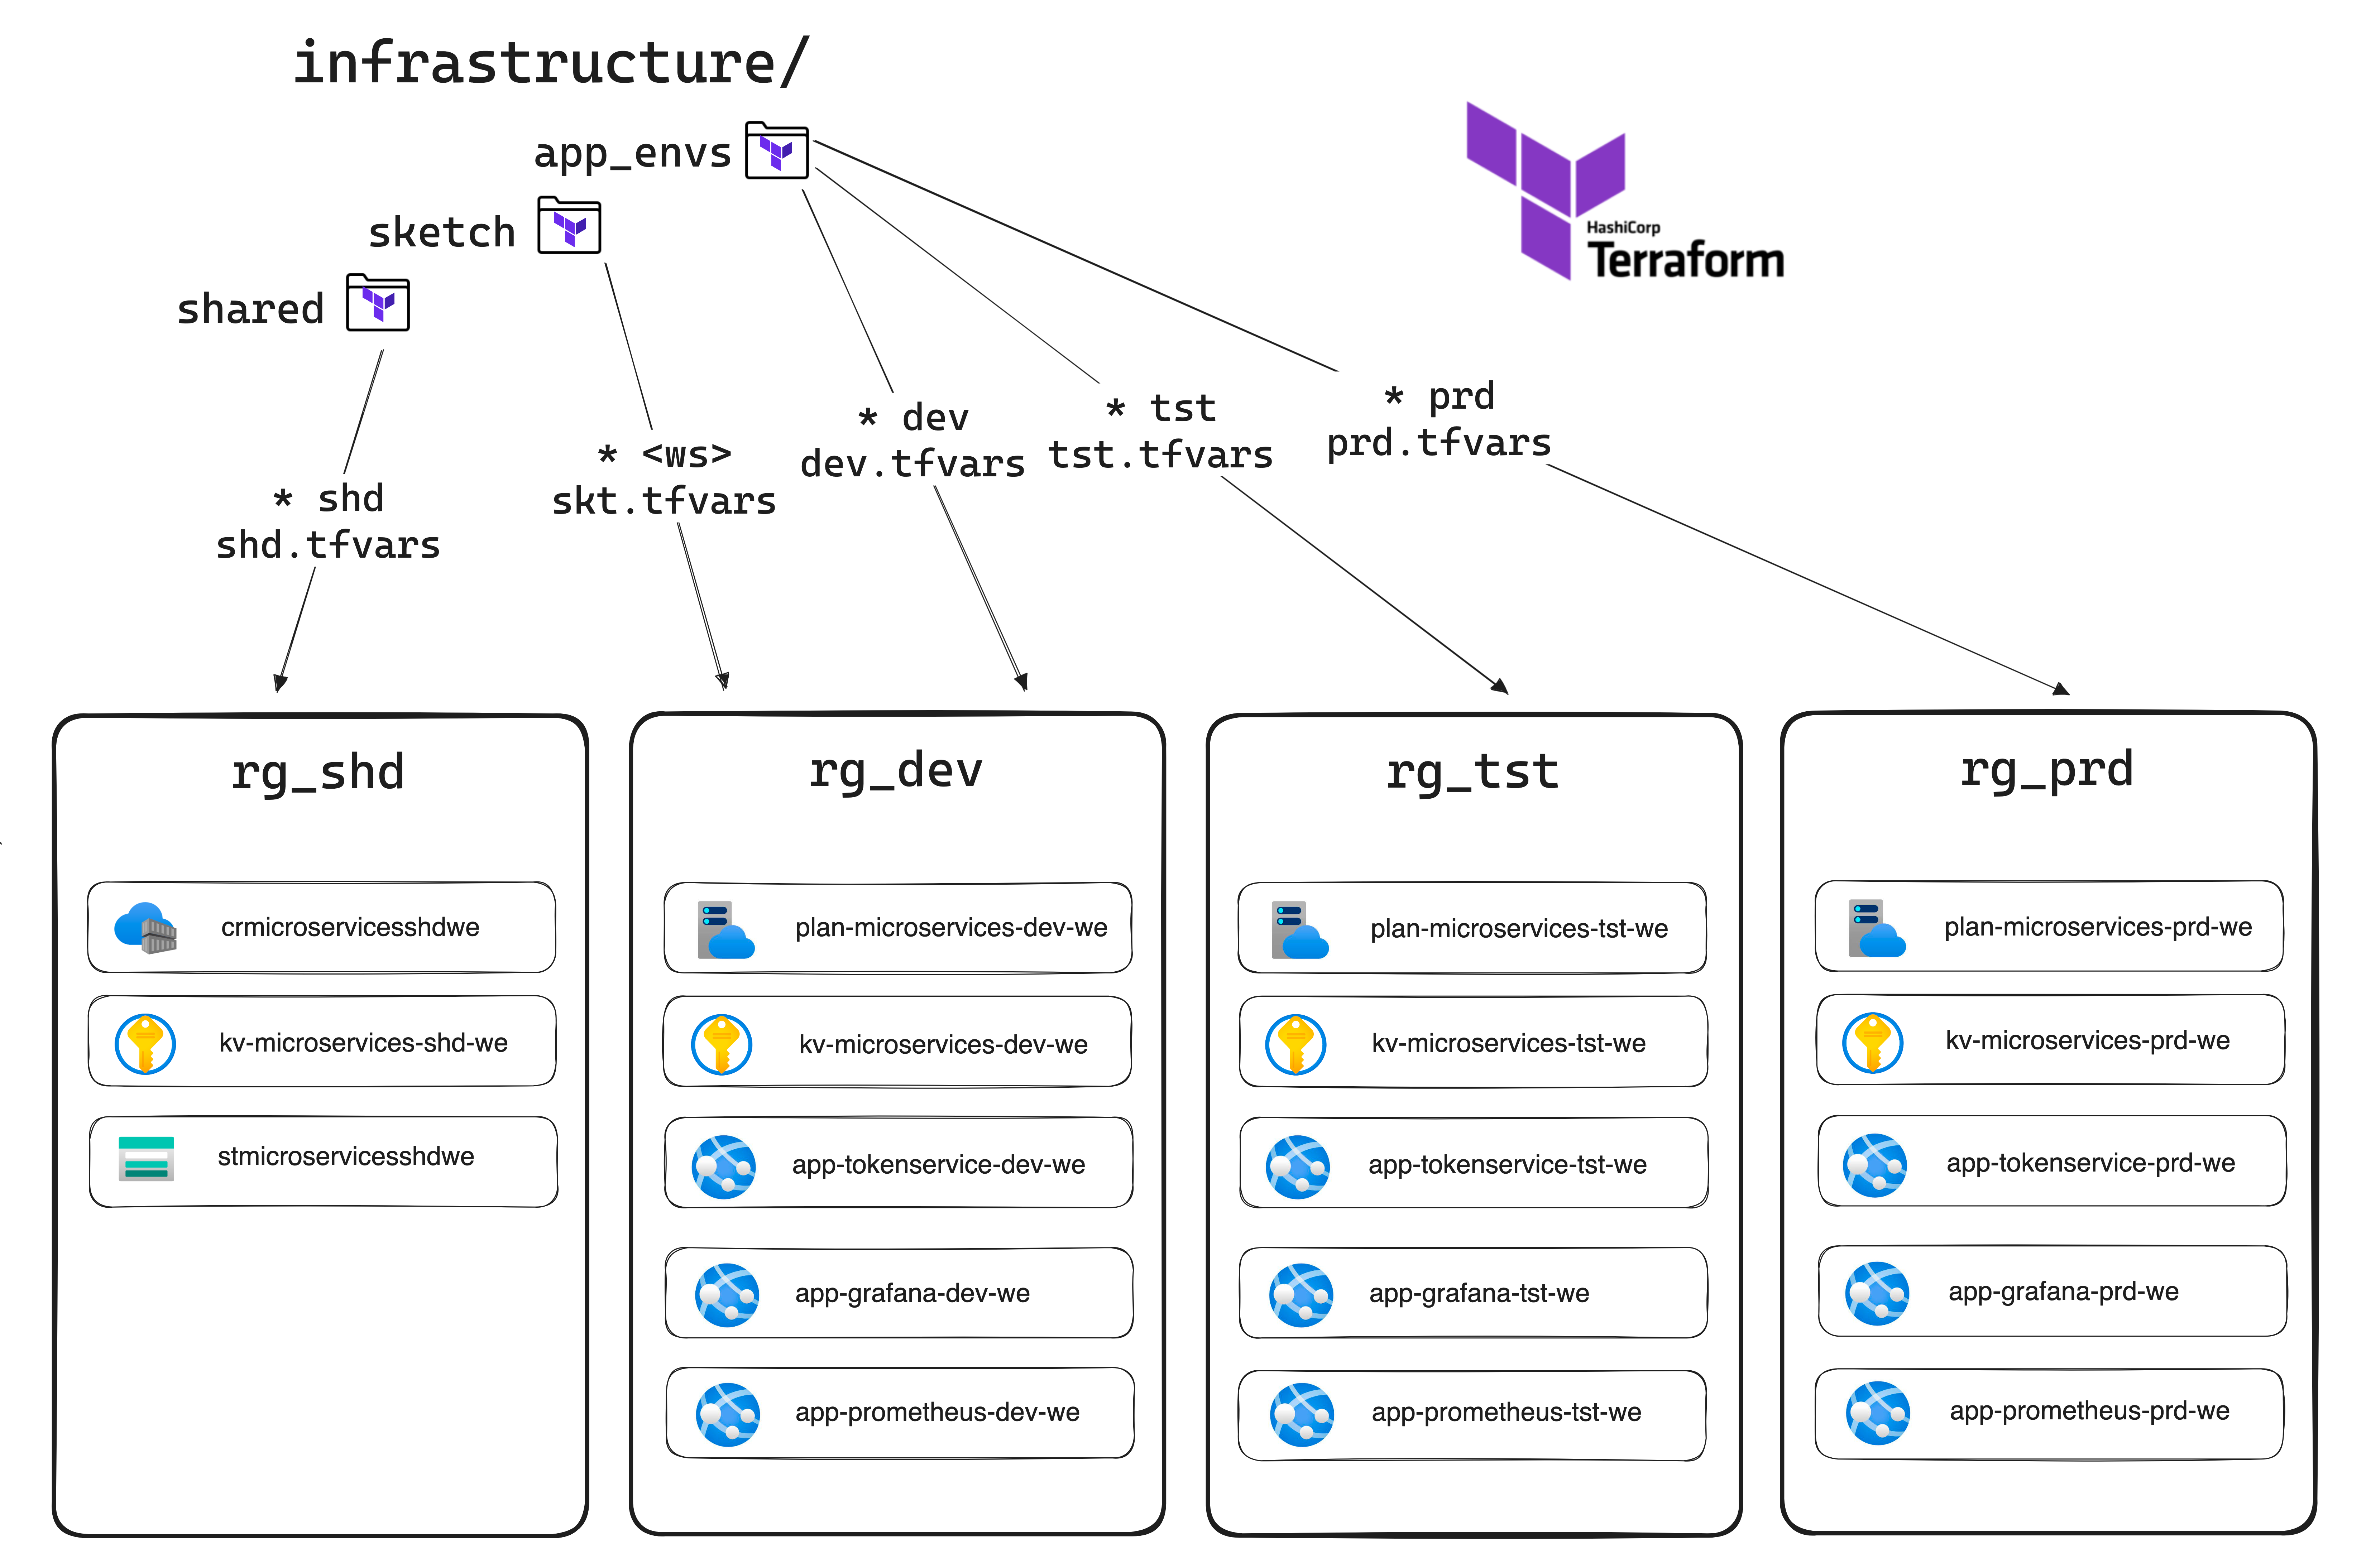 infrastructure/
app_envs
sketch
shared
HashiCorp
Terraform
* shd
shd.tfvars
* <ws>
skt.tfvars
* dev
dev.tfvars
* tst
tst.tfvars
* prd
prd.tfvars
rg_shd
crmicroservicesshdwe
kv-microservices-shd-we
stmicroservicesshdwe
rg_dev
plan-microservices-dev-we
kv-microservices-dev-we
app-tokenservice-dev-we
app-grafana-dev-we
app-prometheus-dev-we
rg_tst
plan-microservices-tst-we
kv-microservices-tst-we
app-tokenservice-tst-we
app-grafana-tst-we
app-prometheus-tst-we
rg_prd
plan-microservices-prd-we
kv-microservices-prd-we
app-tokenservice-prd-we
app-grafana-prd-we
app-prometheus-prd-we